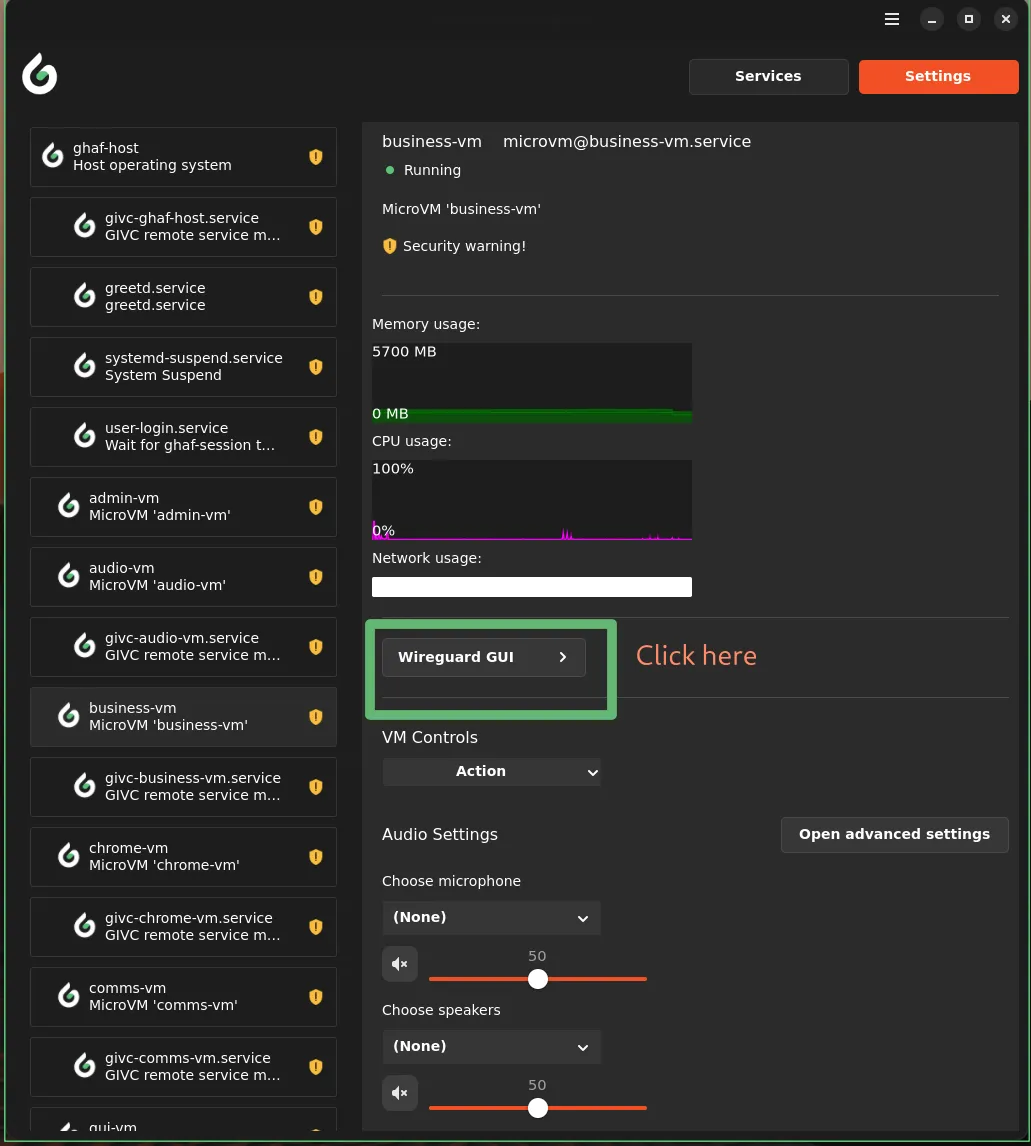 Services
Settings
ghaf-host
Host operating system
givc-ghaf-host.service
GIVC remote service m...
greetd.service
greetd.service
systemd-suspend.service
System Suspend
user-login.service
Wait for ghaf-session t...
admin-vm
MicroVM 'admin-vm'
audio-vm
MicroVM 'audio-vm'
givc-audio-vm.service
GIVC remote service m...
business-vm
MicroVM 'business-vm'
givc-business-vm.service
GIVC remote service m...
chrome-vm
MicroVM 'chrome-vm'
givc-chrome-vm.service
GIVC remote service m...
comms-vm
MicroVM 'comms-vm'
givc-comms-vm.service
GIVC remote service m...
gui-vm
business-vm microvm@business-vm.service
Running
MicroVM 'business-vm'
Security warning!
Memory usage:
5700 MB
0 MB
CPU usage:
100%
0%
Network usage:
Wireguard GUI
Click here
VM Controls
Action
Audio Settings
Open advanced settings
Choose microphone
(None)
50
Choose speakers
(None)
50